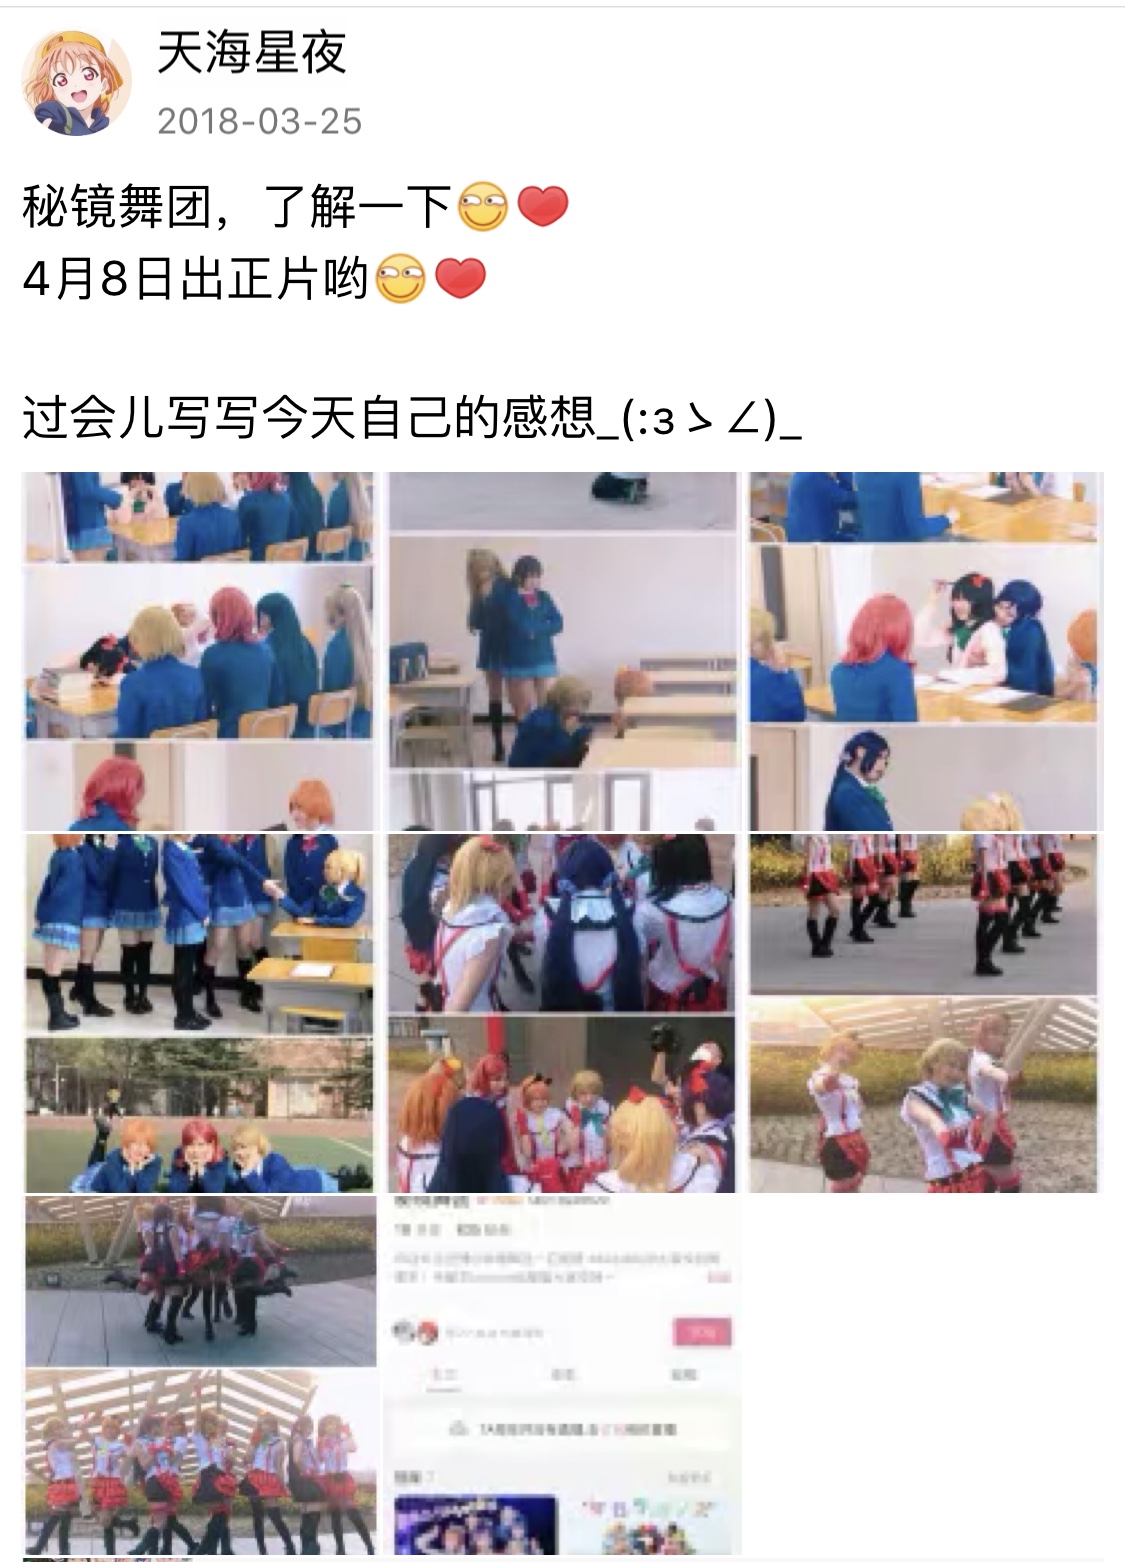 天海星夜
2018-03-25
秘镜舞团，了解一下
4月8日出正片哟
过会儿写写今天自己的感想_(:з ゝ∠)_